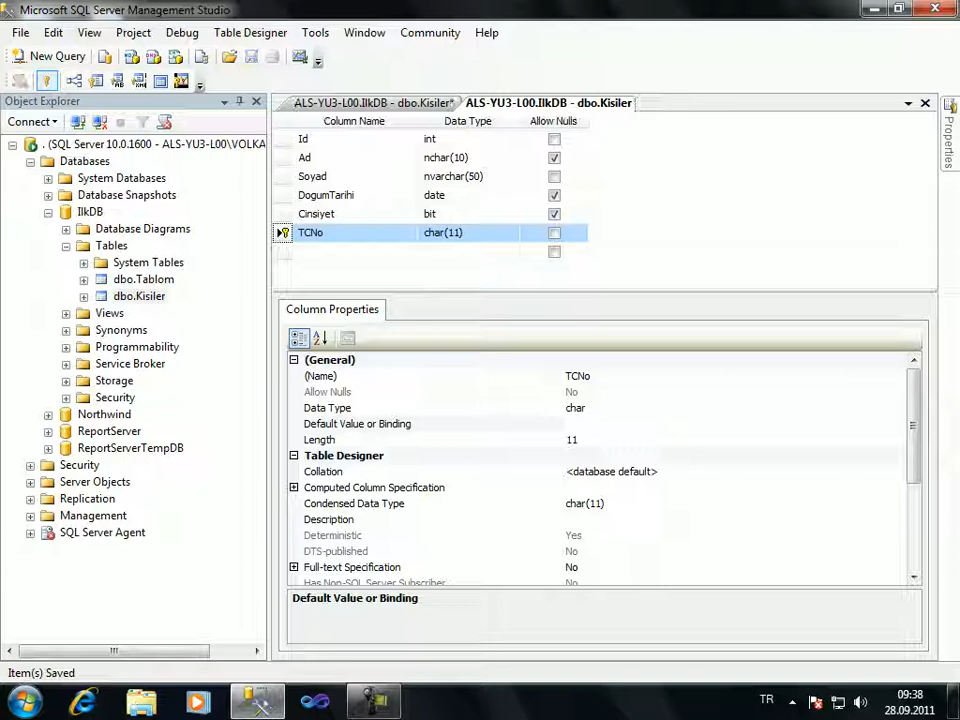 Microsoft SQL Server Management Studio
File Edit View Project Debug Table Designer Tools Window Community Help
New Query
Object Explorer
Connect
. (SQL Server 10.0.1600 - ALS-YU3-L00\VOLKA
Databases
System Databases
Database Snapshots
IlkDB
Database Diagrams
Tables
System Tables
dbo.Tablom
dbo.Kisiler
Views
Synonyms
Programmability
Service Broker
Storage
Security
Northwind
ReportServer
ReportServerTempDB
Security
Server Objects
Replication
Management
SQL Server Agent
ALS-YU3-L00.IlkDB - dbo.Kisiler* ALS-YU3-L00.IlkDB - dbo.Kisiler
Column Name Data Type Allow Nulls
Id int
Ad nchar(10)
Soyad nvarchar(50)
DogumTarihi date
Cinsiyet bit
TCNo char(11)
Column Properties
(General)
(Name) TCNo
Allow Nulls No
Data Type char
Default Value or Binding
Length 11
Table Designer
Collation <database default>
Computed Column Specification
Condensed Data Type char(11)
Description
Deterministic Yes
DTS-published No
Full-text Specification No
Has Non-SQL Server Subscriber No
Default Value or Binding
Properties
Item(s) Saved
TR
09:38
28.09.2011